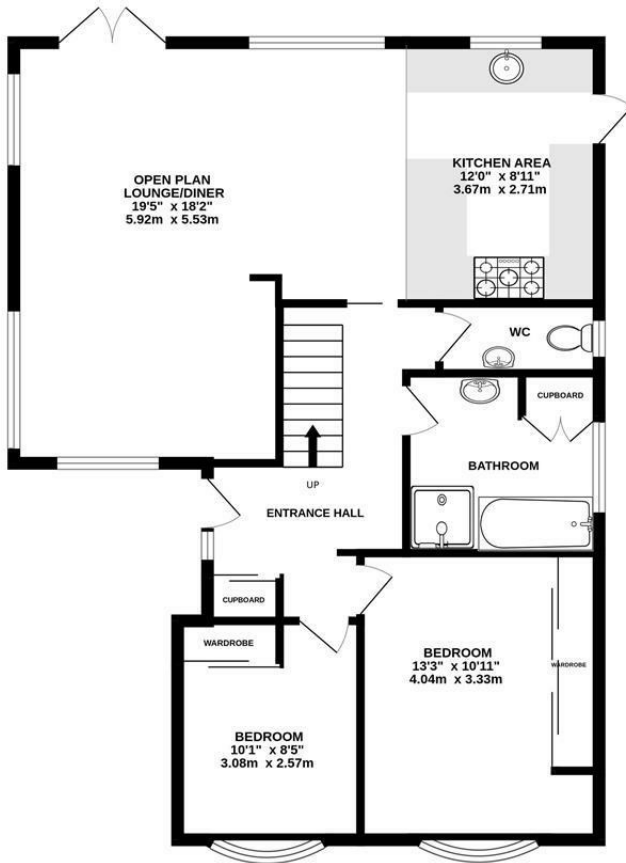 OPEN PLAN
LOUNGE/DINER
19'5" x 18'2"
5.92m x 5.53m
KITCHEN AREA
12'0" x 8'11"
3.67m x 2.71m
WC
CUPBOARD
BATHROOM
UP
ENTRANCE HALL
CUPBOARD
WARDROBE
BEDROOM
13'3" x 10'11"
4.04m x 3.33m
WARDROBE
BEDROOM
10'1" x 8'5"
3.08m x 2.57m